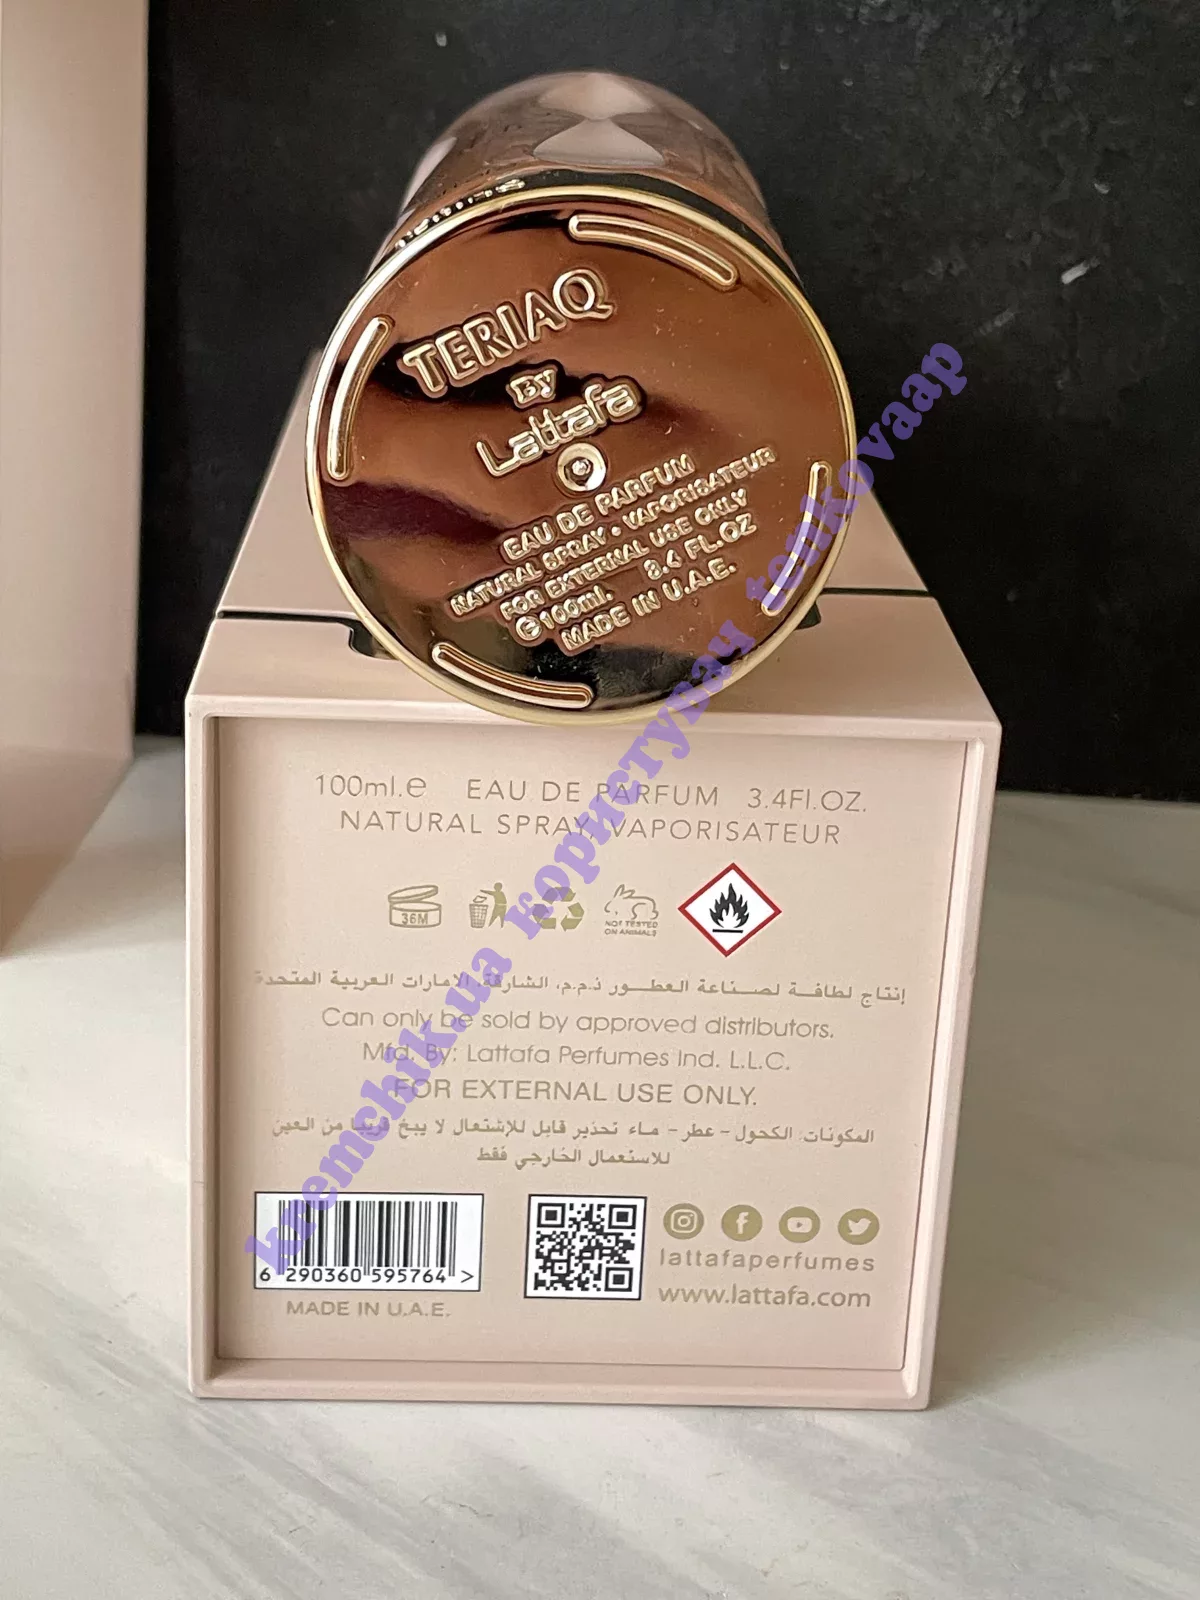 TERIAQ
By
Lattafa
EAU DE PARFUM
NATURAL SPRAY • VAPORISATEUR
FOR EXTERNAL USE ONLY
℮100ml. 3.4 FL.OZ
MADE IN U.A.E.
100ml.e EAU DE PARFUM 3.4Fl.OZ.
NATURAL SPRAY, VAPORISATEUR
36M
NOT TESTED
ON ANIMALS
إنتاج لطافة لصناعة العطور ذ.م.م، الشارقة، الامارات العربية المتحدة
Can only be sold by approved distributors.
Mfd. By: Lattafa Perfumes Ind. L.L.C.
FOR EXTERNAL USE ONLY.
المكونات: الكحول - عطر - ماء تحذير قابل للإشتعال لا يبخ قريبا من العين
للاستعمال الخارجي فقط
6 290360 595764 >
MADE IN U.A.E.
lattafaperfumes
www.lattafa.com
kremchik.ua користувач tenkovaap